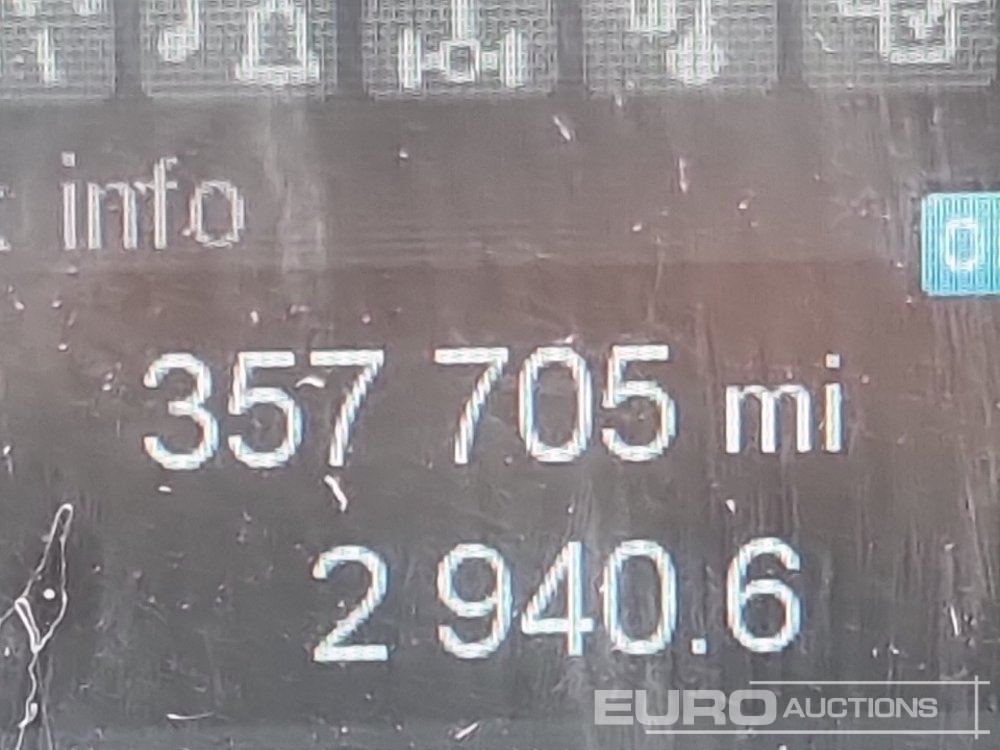 info
357 705 mi
2 940.6
EURO AUCTIONS